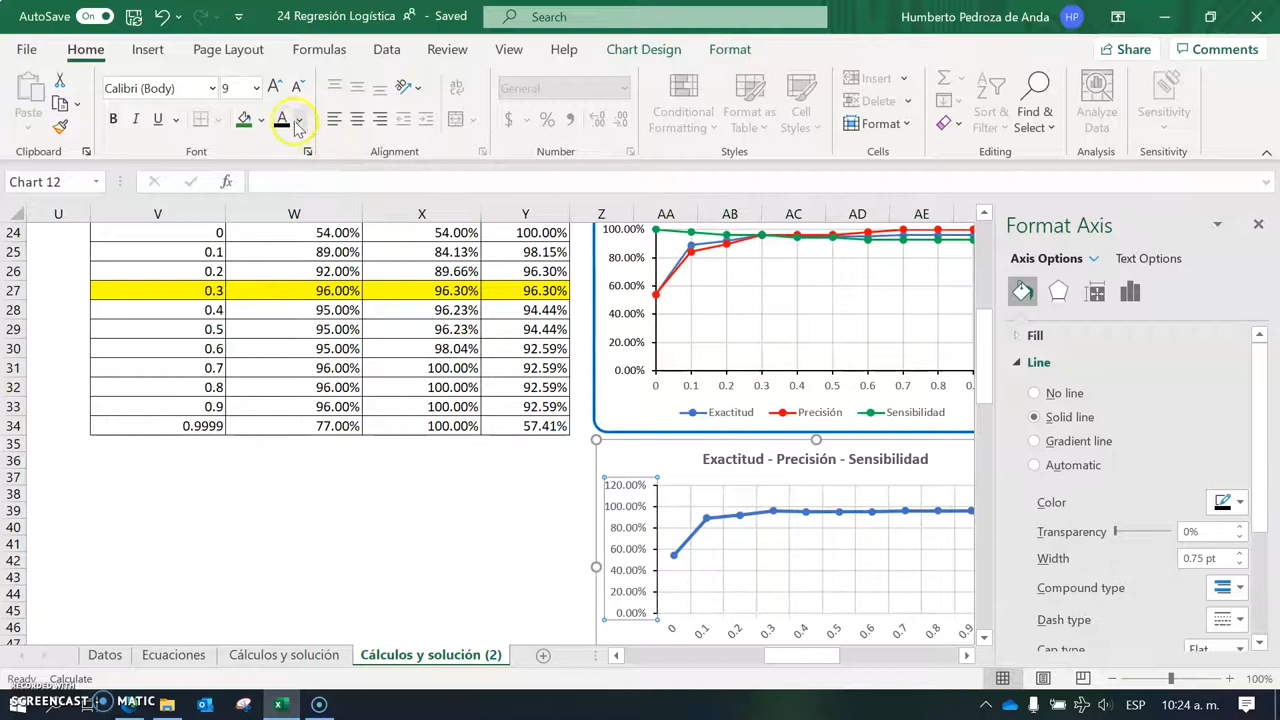 AutoSave On 24 Regresión Logística - Saved Search Humberto Pedroza de Anda HP
File Home Insert Page Layout Formulas Data Review View Help Chart Design Format Share Comments
Paste Calibri (Body) 9 General Conditional Formatting Format as Table Cell Styles Insert Delete Format Sort & Filter Find & Select Analyze Data Sensitivity
Clipboard Font Alignment Number Styles Cells Editing Analysis Sensitivity
Chart 12 fx
U V W X Y Z AA AB AC AD AE
24 0 54.00% 54.00% 100.00%
25 0.1 89.00% 84.13% 98.15%
26 0.2 92.00% 89.66% 96.30%
27 0.3 96.00% 96.30% 96.30%
28 0.4 95.00% 96.23% 94.44%
29 0.5 95.00% 96.23% 94.44%
30 0.6 95.00% 98.04% 92.59%
31 0.7 96.00% 100.00% 92.59%
32 0.8 96.00% 100.00% 92.59%
33 0.9 96.00% 100.00% 92.59%
34 0.9999 77.00% 100.00% 57.41%
35
36
37
38
39
40
41
42
43
44
45
46
47
100.00%
80.00%
60.00%
40.00%
20.00%
0.00%
0 0.1 0.2 0.3 0.4 0.5 0.6 0.7 0.8 0.9
Exactitud Precisión Sensibilidad
Exactitud - Precisión - Sensibilidad
120.00%
100.00%
80.00%
60.00%
40.00%
20.00%
0.00%
0 0.1 0.2 0.3 0.4 0.5 0.6 0.7 0.8 0.9
Format Axis
Axis Options Text Options
Fill
Line
No line
Solid line
Gradient line
Automatic
Color
Transparency 0%
Width 0.75 pt
Compound type
Dash type
Cap type Flat
Datos Ecuaciones Cálculos y solución Cálculos y solución (2)
Ready Calculate 100%
RECORDED WITH
SCREENCAST MATIC
ESP 10:24 a. m.